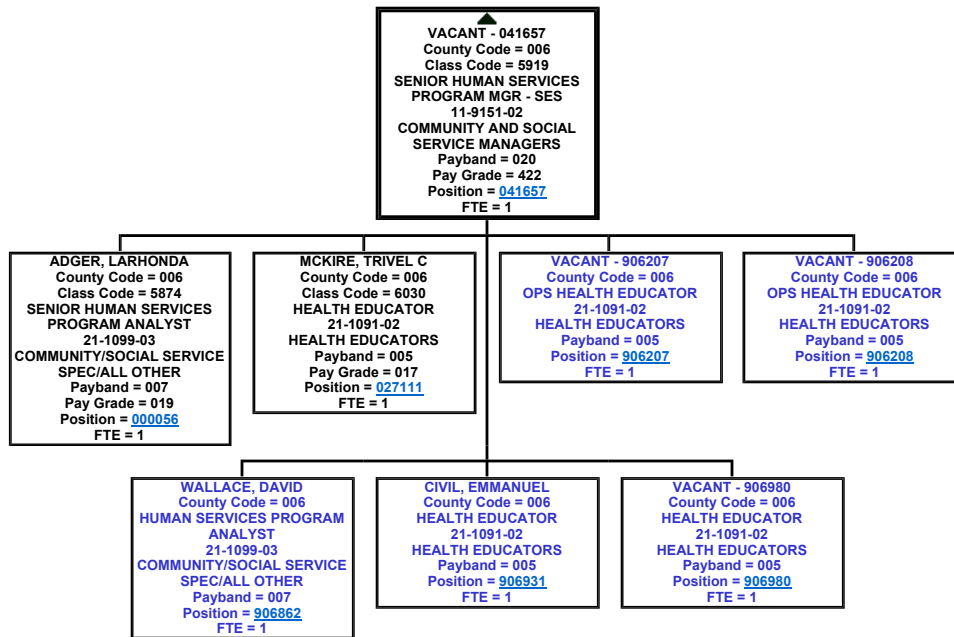 VACANT - 041657
County Code = 006
Class Code = 5919
SENIOR HUMAN SERVICES
PROGRAM MGR - SES
11-9151-02
COMMUNITY AND SOCIAL
SERVICE MANAGERS
Payband = 020
Pay Grade = 422
Position = 041657
FTE = 1
ADGER, LARHONDA
County Code = 006
Class Code = 5874
SENIOR HUMAN SERVICES
PROGRAM ANALYST
21-1099-03
COMMUNITY/SOCIAL SERVICE
SPEC/ALL OTHER
Payband = 007
Pay Grade = 019
Position = 000056
FTE = 1
MCKIRE, TRIVEL C
County Code = 006
Class Code = 6030
HEALTH EDUCATOR
21-1091-02
HEALTH EDUCATORS
Payband = 005
Pay Grade = 017
Position = 027111
FTE = 1
VACANT - 906207
County Code = 006
OPS HEALTH EDUCATOR
21-1091-02
HEALTH EDUCATORS
Payband = 005
Position = 906207
FTE = 1
VACANT - 906208
County Code = 006
OPS HEALTH EDUCATOR
21-1091-02
HEALTH EDUCATORS
Payband = 005
Position = 906208
FTE = 1
WALLACE, DAVID
County Code = 006
HUMAN SERVICES PROGRAM
ANALYST
21-1099-03
COMMUNITY/SOCIAL SERVICE
SPEC/ALL OTHER
Payband = 007
Position = 906862
FTE = 1
CIVIL, EMMANUEL
County Code = 006
HEALTH EDUCATOR
21-1091-02
HEALTH EDUCATORS
Payband = 005
Position = 906931
FTE = 1
VACANT - 906980
County Code = 006
HEALTH EDUCATOR
21-1091-02
HEALTH EDUCATORS
Payband = 005
Position = 906980
FTE = 1